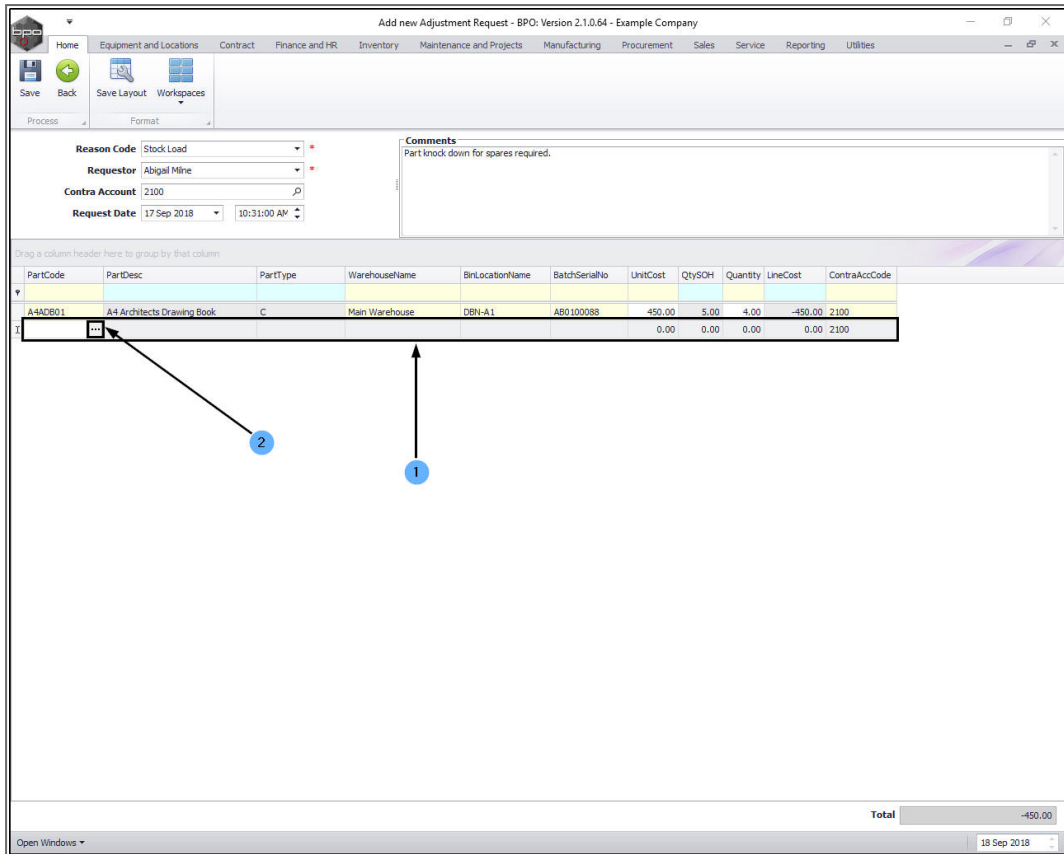 Add new Adjustment Request - BPO: Version 2.1.0.64 - Example Company
bpo
Home Equipment and Locations Contract Finance and HR Inventory Maintenance and Projects Manufacturing Procurement Sales Service Reporting Utilities
Save Back Save Layout Workspaces
Process Format
Reason Code Stock Load *
Requestor Abigail Milne *
Contra Account 2100
Request Date 17 Sep 2018 10:31:00 AM
Comments
Part knock down for spares required.
Drag a column header here to group by that column
PartCode PartDesc PartType WarehouseName BinLocationName BatchSerialNo UnitCost QtySOH Quantity LineCost ContraAccCode
A4ADB01 A4 Architects Drawing Book C Main Warehouse DBN-A1 AB0100088 450.00 5.00 4.00 -450.00 2100
... 0.00 0.00 0.00 0.00 2100
2
1
Total -450.00
Open Windows 18 Sep 2018